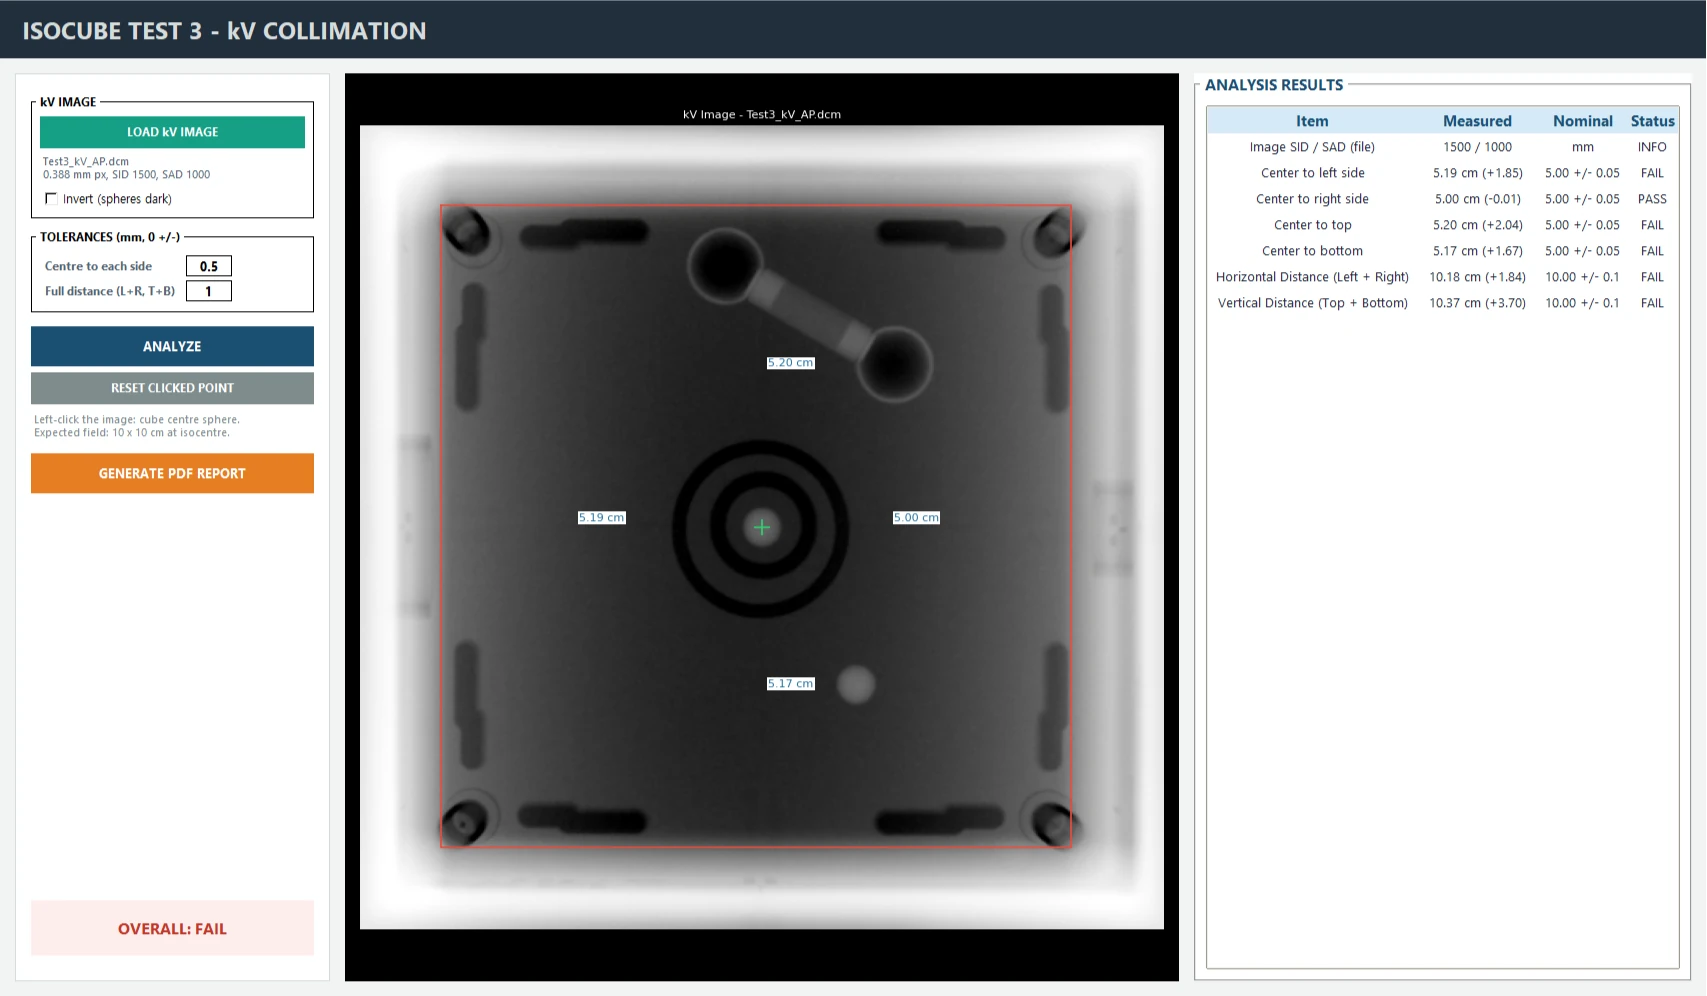 ISOCUBE TEST 3 - kV COLLIMATION
kV IMAGE
LOAD kV IMAGE
Test3_kV_AP.dcm
0.388 mm px, SID 1500, SAD 1000
Invert (spheres dark)
TOLERANCES (mm, 0 +/-)
Centre to each side 0.5
Full distance (L+R, T+B) 1
ANALYZE
RESET CLICKED POINT
Left-click the image: cube centre sphere.
Expected field: 10 x 10 cm at isocentre.
GENERATE PDF REPORT
OVERALL: FAIL
kV Image - Test3_kV_AP.dcm
5.20 cm
5.19 cm
5.00 cm
5.17 cm
ANALYSIS RESULTS
Item Measured Nominal Status
Image SID / SAD (file) 1500 / 1000 mm INFO
Center to left side 5.19 cm (+1.85) 5.00 +/- 0.05 FAIL
Center to right side 5.00 cm (-0.01) 5.00 +/- 0.05 PASS
Center to top 5.20 cm (+2.04) 5.00 +/- 0.05 FAIL
Center to bottom 5.17 cm (+1.67) 5.00 +/- 0.05 FAIL
Horizontal Distance (Left + Right) 10.18 cm (+1.84) 10.00 +/- 0.1 FAIL
Vertical Distance (Top + Bottom) 10.37 cm (+3.70) 10.00 +/- 0.1 FAIL